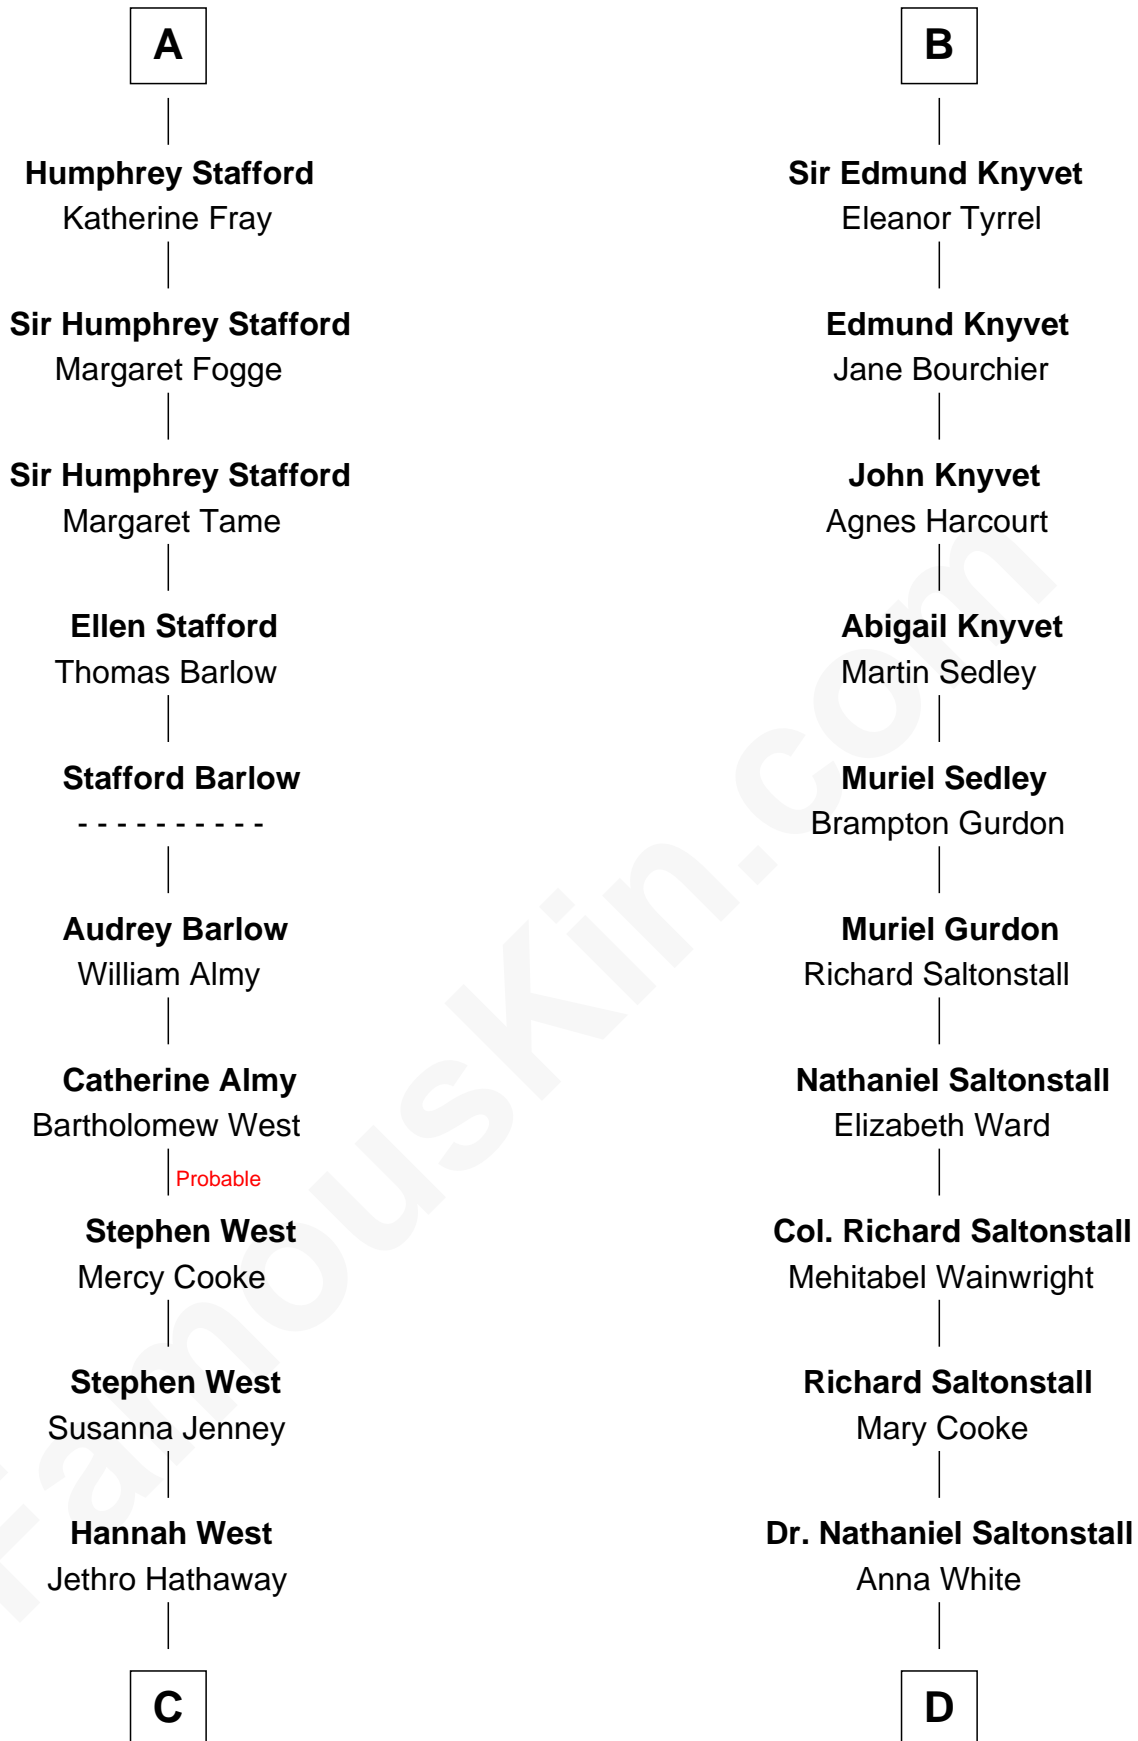 A
Humphrey Stafford
Katherine Fray
Sir Humphrey Stafford
Margaret Fogge
Sir Humphrey Stafford
Margaret Tame
Ellen Stafford
Thomas Barlow
Stafford Barlow
- - - - - - - - - -
Audrey Barlow
William Almy
Catherine Almy
Bartholomew West
Probable
Stephen West
Mercy Cooke
Stephen West
Susanna Jenney
Hannah West
Jethro Hathaway
C
B
Sir Edmund Knyvet
Eleanor Tyrrel
Edmund Knyvet
Jane Bourchier
John Knyvet
Agnes Harcourt
Abigail Knyvet
Martin Sedley
Muriel Sedley
Brampton Gurdon
Muriel Gurdon
Richard Saltonstall
Nathaniel Saltonstall
Elizabeth Ward
Col. Richard Saltonstall
Mehitabel Wainwright
Richard Saltonstall
Mary Cooke
Dr. Nathaniel Saltonstall
Anna White
D
FamousKin.com